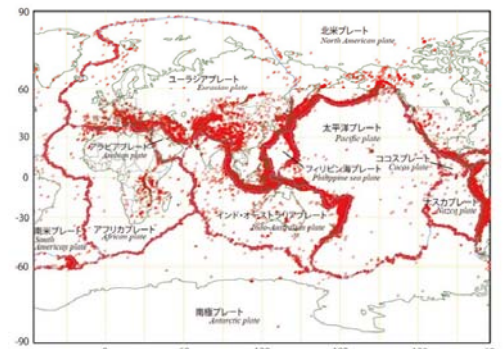 90
60
30
0
-30
-60
-90
北米プレート
North American plate
ユーラシアプレート
Eurasian plate
太平洋プレート
Pacific plate
アラビアプレート
Arabian plate
フィリピン海プレート
Philippine sea plate
ココスプレート
Cocos plate
ナスカプレート
Nazca plate
インド・オーストラリアプレート
Indo-Australian plate
南米プレート
South
American plate
アフリカプレート
African plate
南極プレート
Antarctic plate